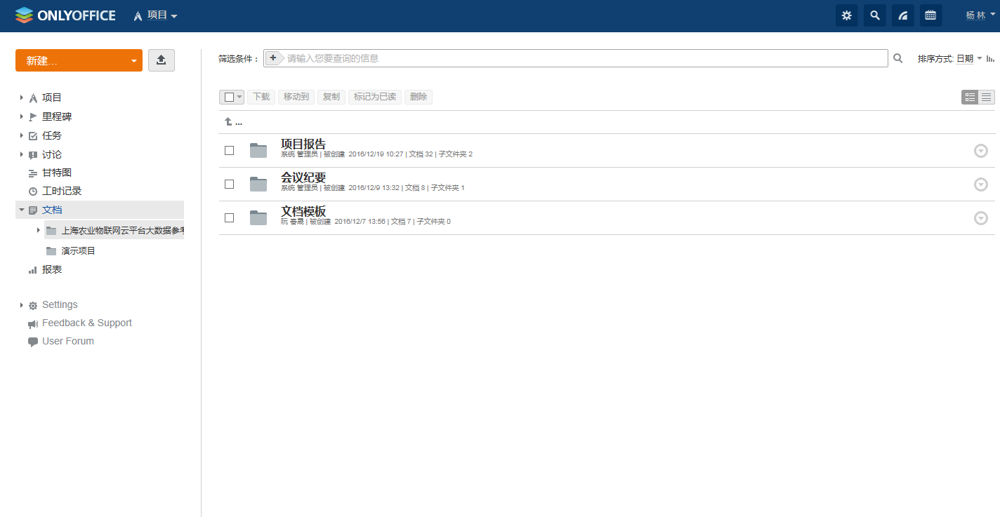 ONLYOFFICE 项目 杨 林
新建...
筛选条件： 请输入您要查询的信息 排序方式: 日期
下载 移动到 复制 标记为已读 删除
...
项目报告
系统 管理员 | 被创建 2016/12/19 10:27 | 文档 32 | 子文件夹 2
会议纪要
系统 管理员 | 被创建 2016/12/9 13:32 | 文档 8 | 子文件夹 1
文档模板
阮 春晟 | 被创建 2016/12/7 13:56 | 文档 7 | 子文件夹 0
项目
里程碑
任务
讨论
甘特图
工时记录
文档
上海农业物联网云平台大数据参考
演示项目
报表
Settings
Feedback & Support
User Forum